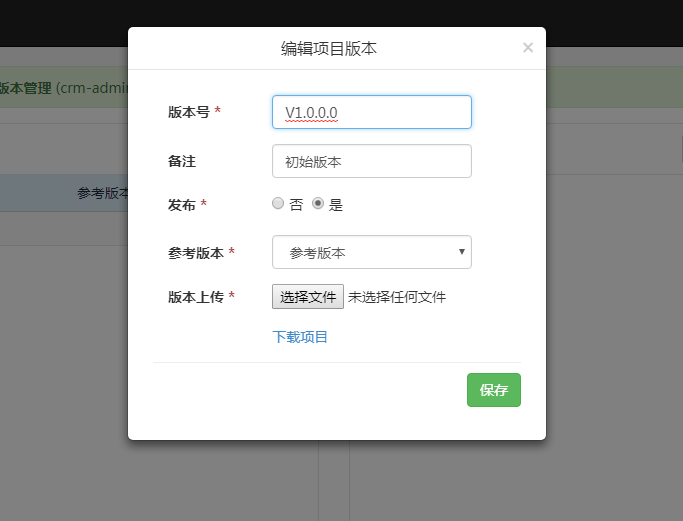 编辑项目版本 ×
版本管理 (crm-admin
版本号 * V1.0.0.0
备注 初始版本
参考版本
发布 * 否 是
参考版本 * 参考版本
版本上传 * 选择文件 未选择任何文件
下载项目
保存